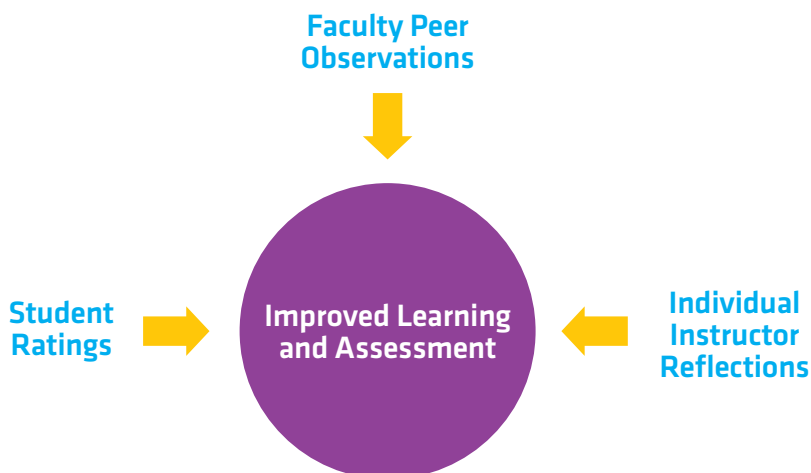 Faculty Peer
Observations
Student
Ratings
Improved Learning
and Assessment
Individual
Instructor
Reflections